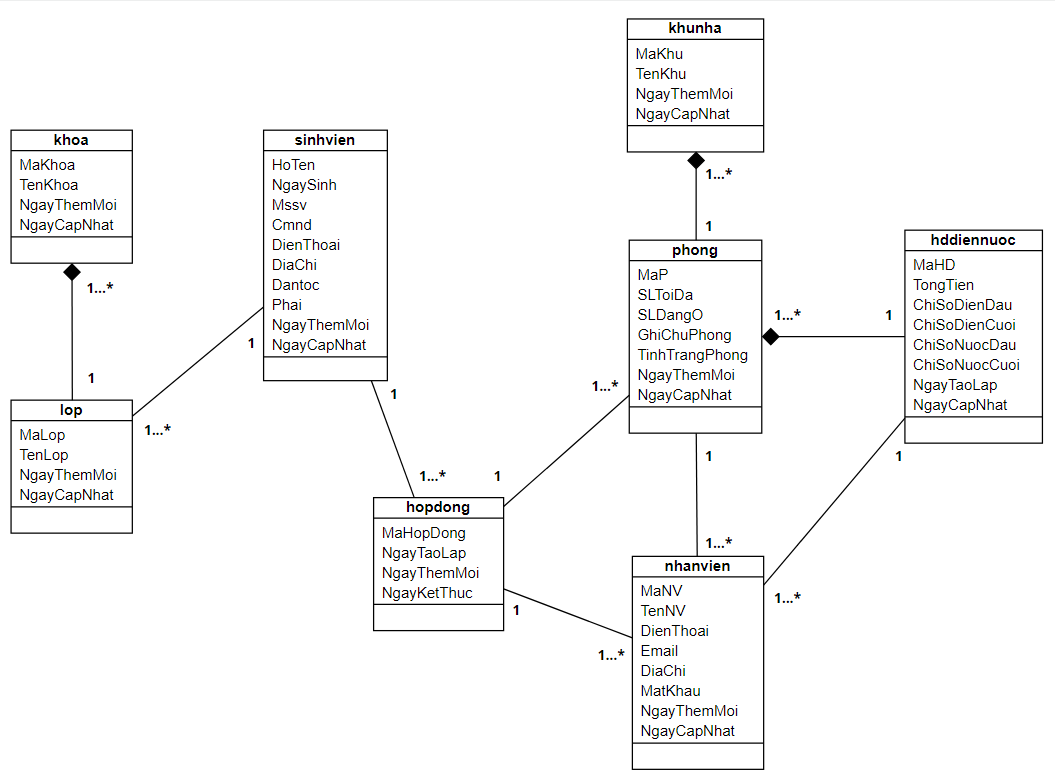 khunha
MaKhu
TenKhu
NgayThemMoi
NgayCapNhat
1...*
1
khoa
MaKhoa
TenKhoa
NgayThemMoi
NgayCapNhat
1...*
1
sinhvien
HoTen
NgaySinh
Mssv
Cmnd
DienThoai
DiaChi
Dantoc
Phai
NgayThemMoi
NgayCapNhat
1
1...*
1
1...*
phong
MaP
SLToiDa
SLDangO
GhiChuPhong
TinhTrangPhong
NgayThemMoi
NgayCapNhat
1...*
1
1...*
1
1
1...*
hddiennuoc
MaHD
TongTien
ChiSoDienDau
ChiSoDienCuoi
ChiSoNuocDau
ChiSoNuocCuoi
NgayTaoLap
NgayCapNhat
1
1...*
lop
MaLop
TenLop
NgayThemMoi
NgayCapNhat
hopdong
MaHopDong
NgayTaoLap
NgayThemMoi
NgayKetThuc
1
1...*
nhanvien
MaNV
TenNV
DienThoai
Email
DiaChi
MatKhau
NgayThemMoi
NgayCapNhat